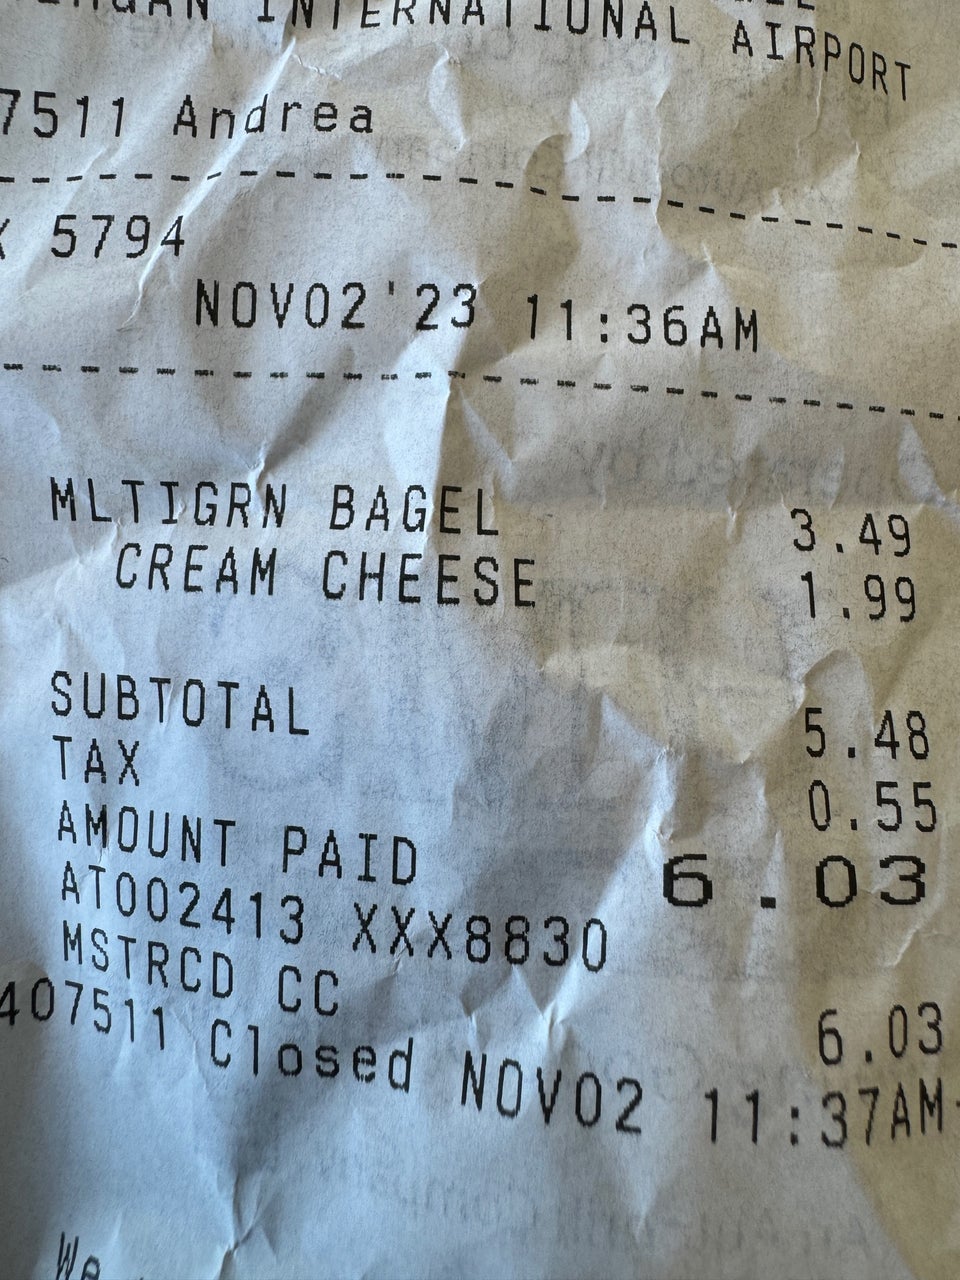 INTERNATIONAL AIRPORT
7511 Andrea
5794
NOV02'23 11:36AM
MLTIGRN BAGEL 3.49
CREAM CHEESE 1.99
SUBTOTAL 5.48
TAX 0.55
AMOUNT PAID 6.03
AT002413 XXX8830
MSTRCD CC 6.03
407511 Closed NOV02 11:37AM
We